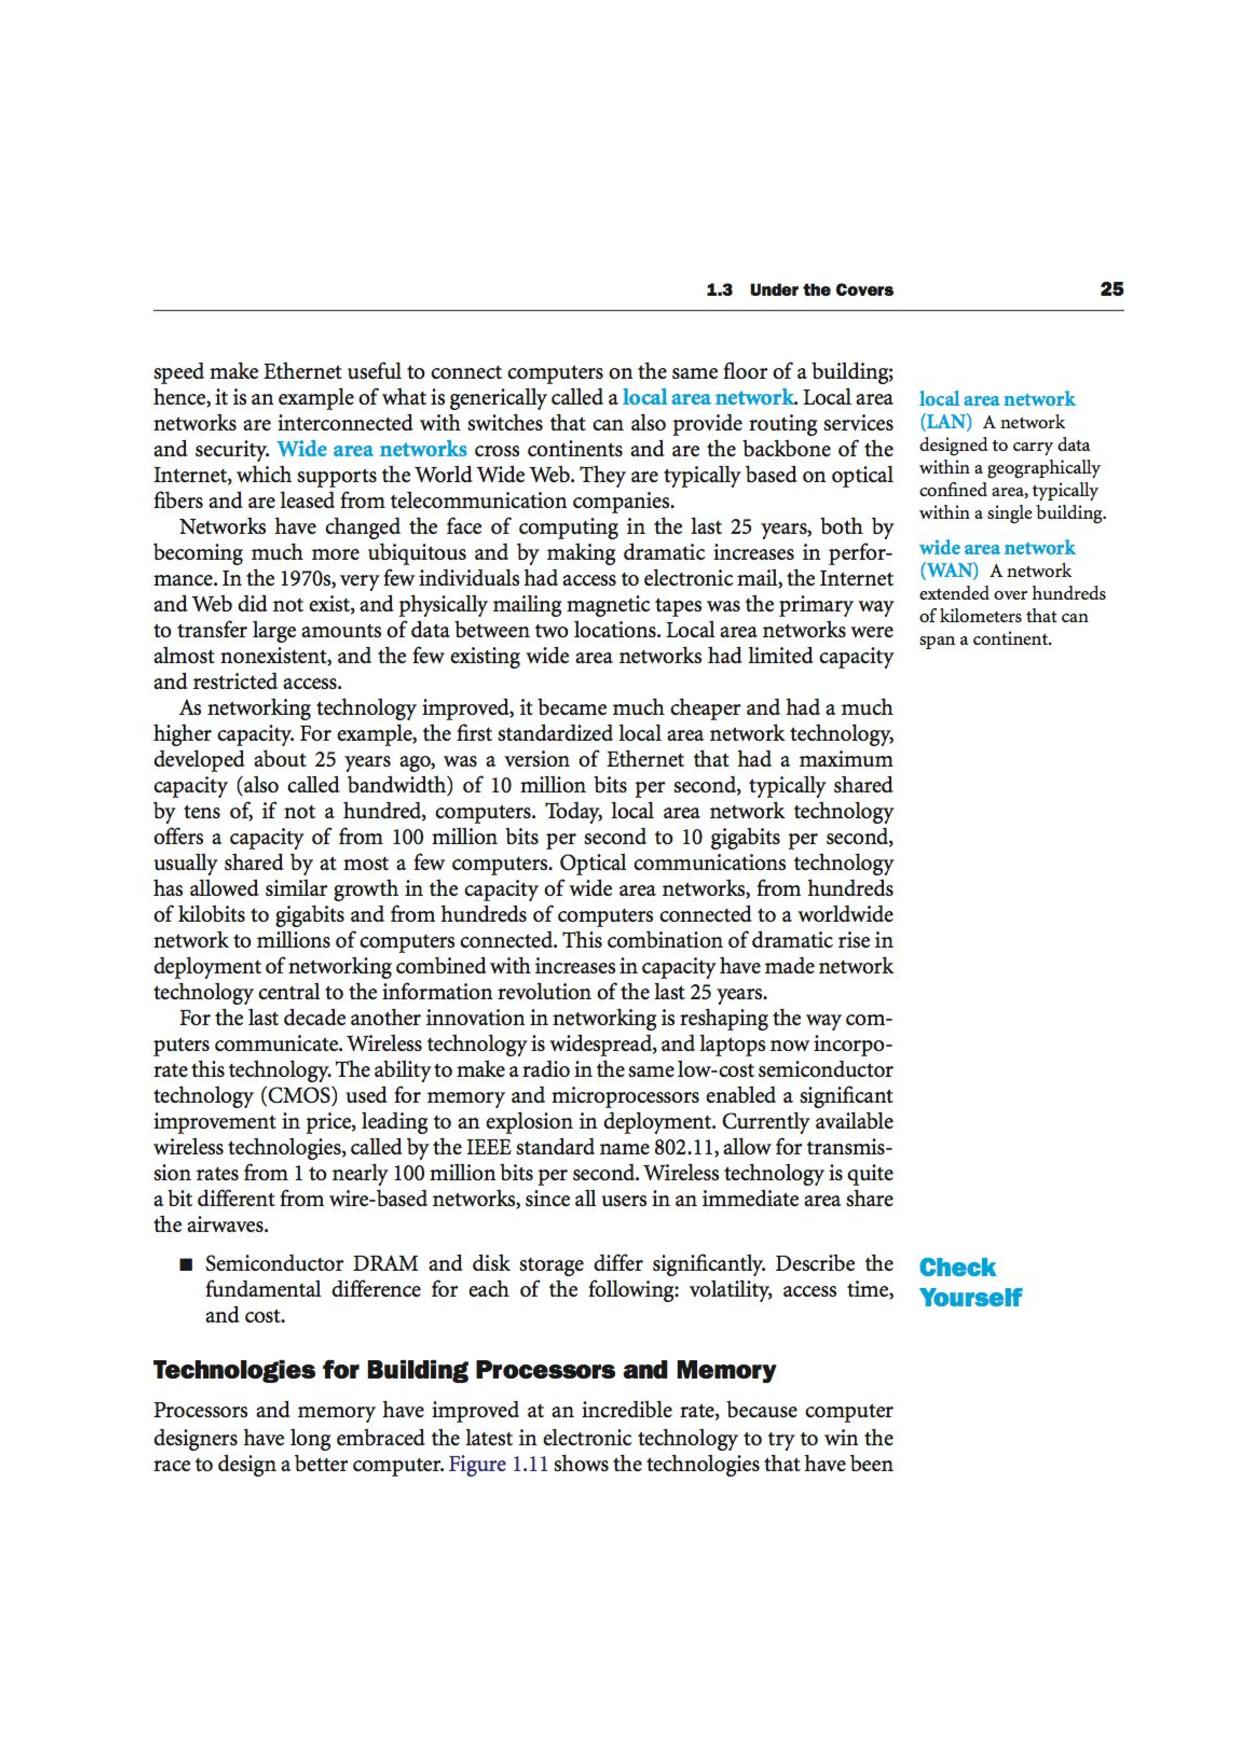 1.3 Under the Covers 25
speed make Ethernet useful to connect computers on the same floor of a building;
hence, it is an example of what is generically called a local area network. Local area
networks are interconnected with switches that can also provide routing services
and security. Wide area networks cross continents and are the backbone of the
Internet, which supports the World Wide Web. They are typically based on optical
fibers and are leased from telecommunication companies.
Networks have changed the face of computing in the last 25 years, both by
becoming much more ubiquitous and by making dramatic increases in perfor-
mance. In the 1970s, very few individuals had access to electronic mail, the Internet
and Web did not exist, and physically mailing magnetic tapes was the primary way
to transfer large amounts of data between two locations. Local area networks were
almost nonexistent, and the few existing wide area networks had limited capacity
and restricted access.
As networking technology improved, it became much cheaper and had a much
higher capacity. For example, the first standardized local area network technology,
developed about 25 years ago, was a version of Ethernet that had a maximum
capacity (also called bandwidth) of 10 million bits per second, typically shared
by tens of, if not a hundred, computers. Today, local area network technology
offers a capacity of from 100 million bits per second to 10 gigabits per second,
usually shared by at most a few computers. Optical communications technology
has allowed similar growth in the capacity of wide area networks, from hundreds
of kilobits to gigabits and from hundreds of computers connected to a worldwide
network to millions of computers connected. This combination of dramatic rise in
deployment of networking combined with increases in capacity have made network
technology central to the information revolution of the last 25 years.
For the last decade another innovation in networking is reshaping the way com-
puters communicate. Wireless technology is widespread, and laptops now incorpo-
rate this technology. The ability to make a radio in the same low-cost semiconductor
technology (CMOS) used for memory and microprocessors enabled a significant
improvement in price, leading to an explosion in deployment. Currently available
wireless technologies, called by the IEEE standard name 802.11, allow for transmis-
sion rates from 1 to nearly 100 million bits per second. Wireless technology is quite
a bit different from wire-based networks, since all users in an immediate area share
the airwaves.
■ Semiconductor DRAM and disk storage differ significantly. Describe the
fundamental difference for each of the following: volatility, access time,
and cost.
Technologies for Building Processors and Memory
Processors and memory have improved at an incredible rate, because computer
designers have long embraced the latest in electronic technology to try to win the
race to design a better computer. Figure 1.11 shows the technologies that have been
local area network
(LAN) A network
designed to carry data
within a geographically
confined area, typically
within a single building.
wide area network
(WAN) A network
extended over hundreds
of kilometers that can
span a continent.
Check
Yourself